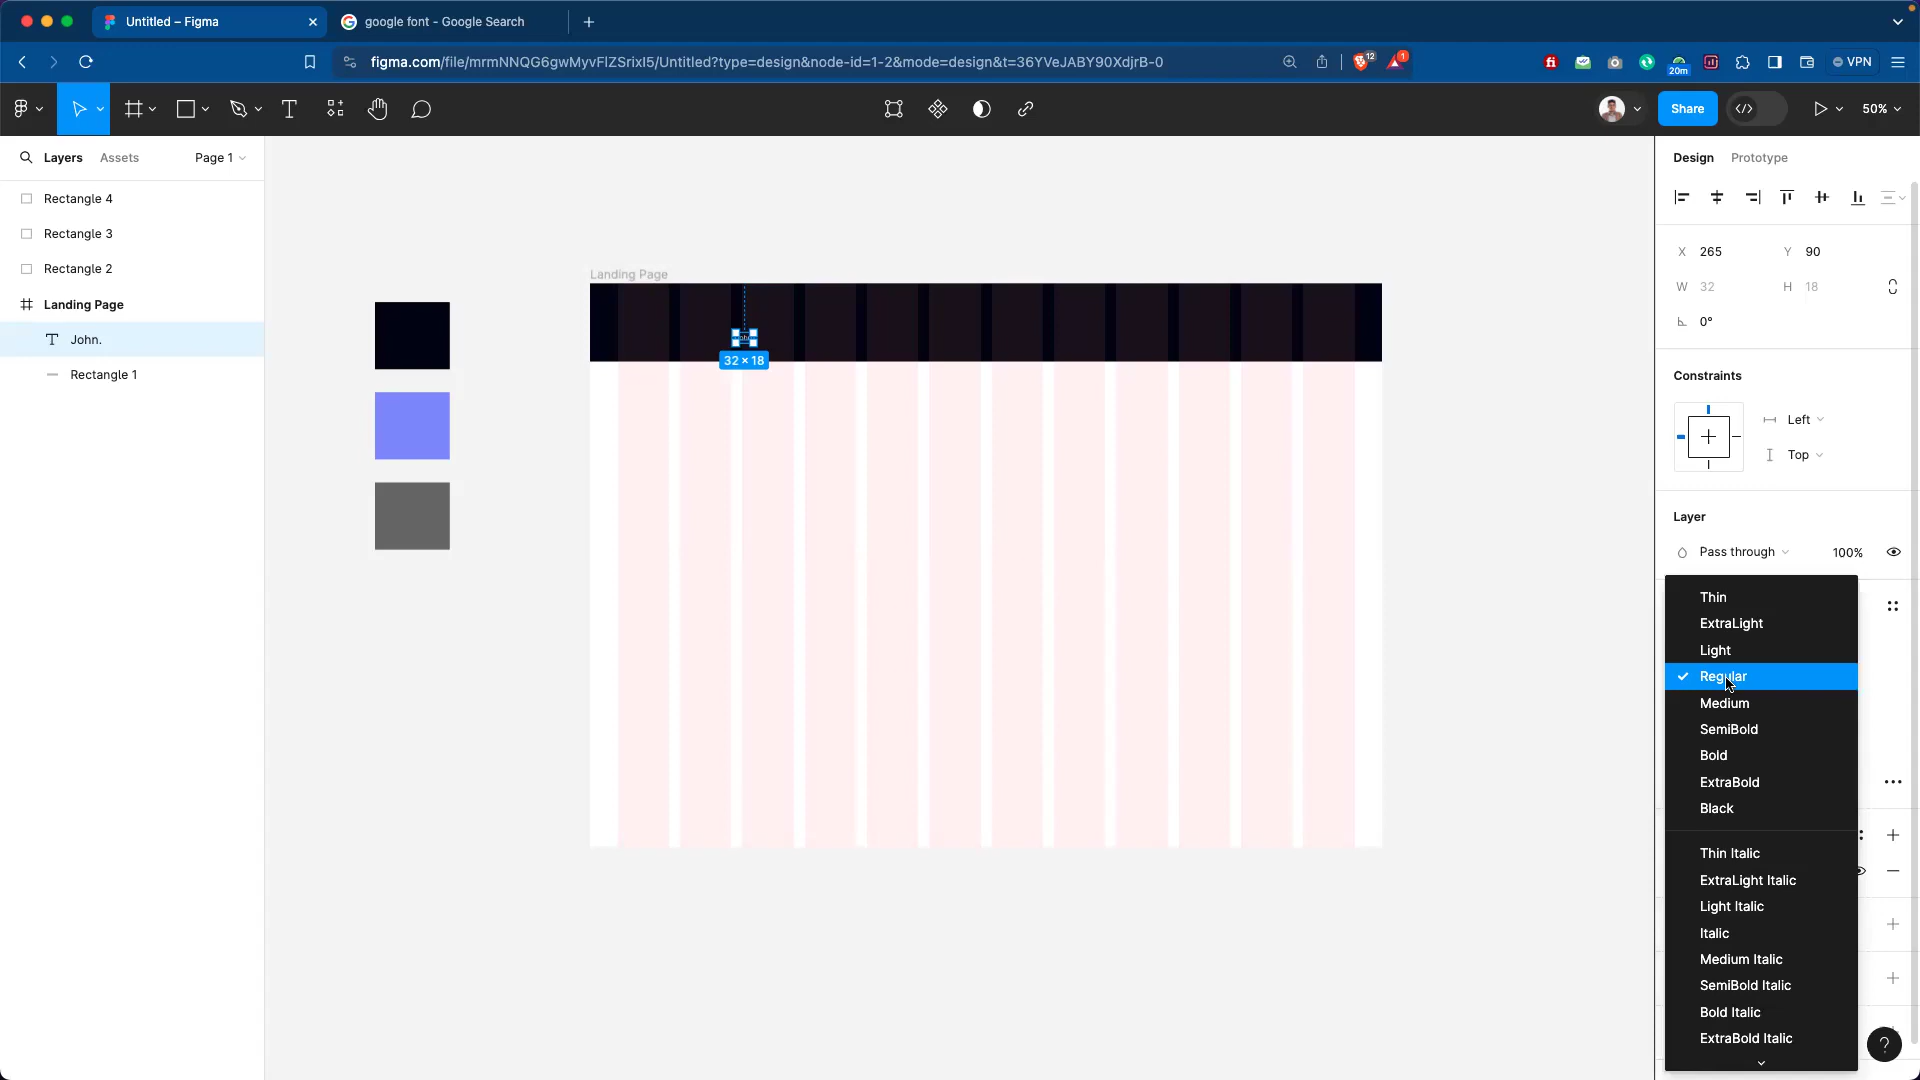 Untitled – Figma
google font - Google Search
figma.com/file/mrmNNQG6gwMyvFlZSrixI5/Untitled?type=design&node-id=1-2&mode=design&t=36YVeJABY90XdjrB-0
12
1
20m
VPN
Share
50%
Layers
Assets
Page 1
Rectangle 4
Rectangle 3
Rectangle 2
Landing Page
John.
Rectangle 1
Landing Page
32 × 18
Design
Prototype
X 265
Y 90
W 32
H 18
0°
Constraints
Left
Top
Layer
Pass through
100%
Thin
ExtraLight
Light
Regular
Medium
SemiBold
Bold
ExtraBold
Black
Thin Italic
ExtraLight Italic
Light Italic
Italic
Medium Italic
SemiBold Italic
Bold Italic
ExtraBold Italic
?